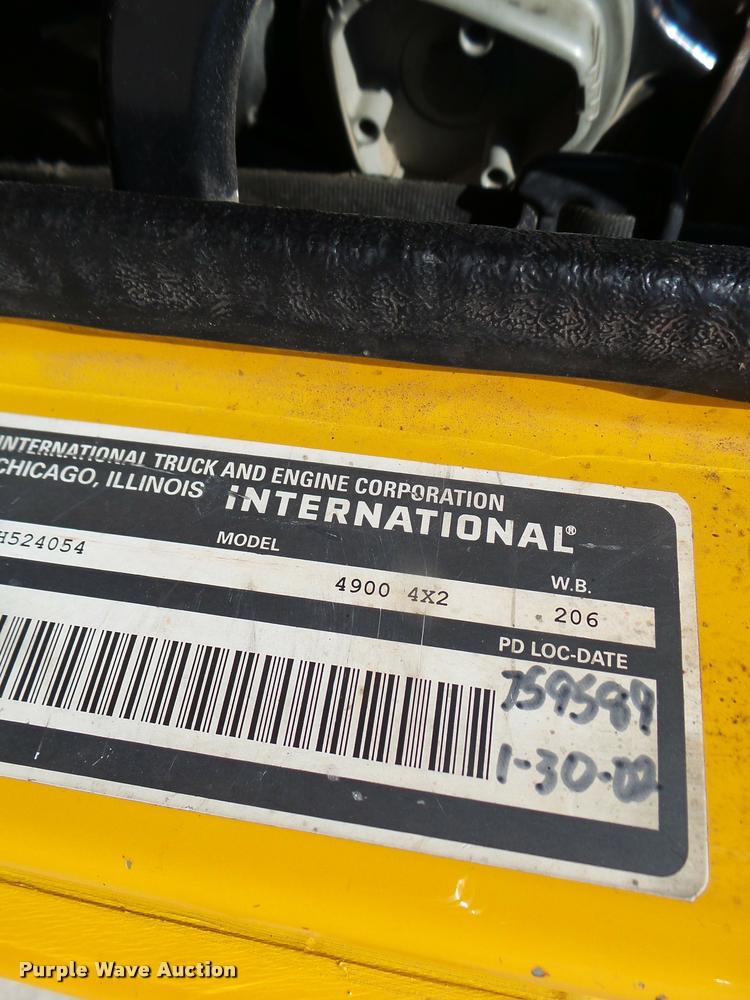 INTERNATIONAL TRUCK AND ENGINE CORPORATION
CHICAGO, ILLINOIS INTERNATIONAL®
H524054 MODEL 4900 4X2 W.B. 206
PD LOC-DATE
759589
1-30-02
Purple Wave Auction